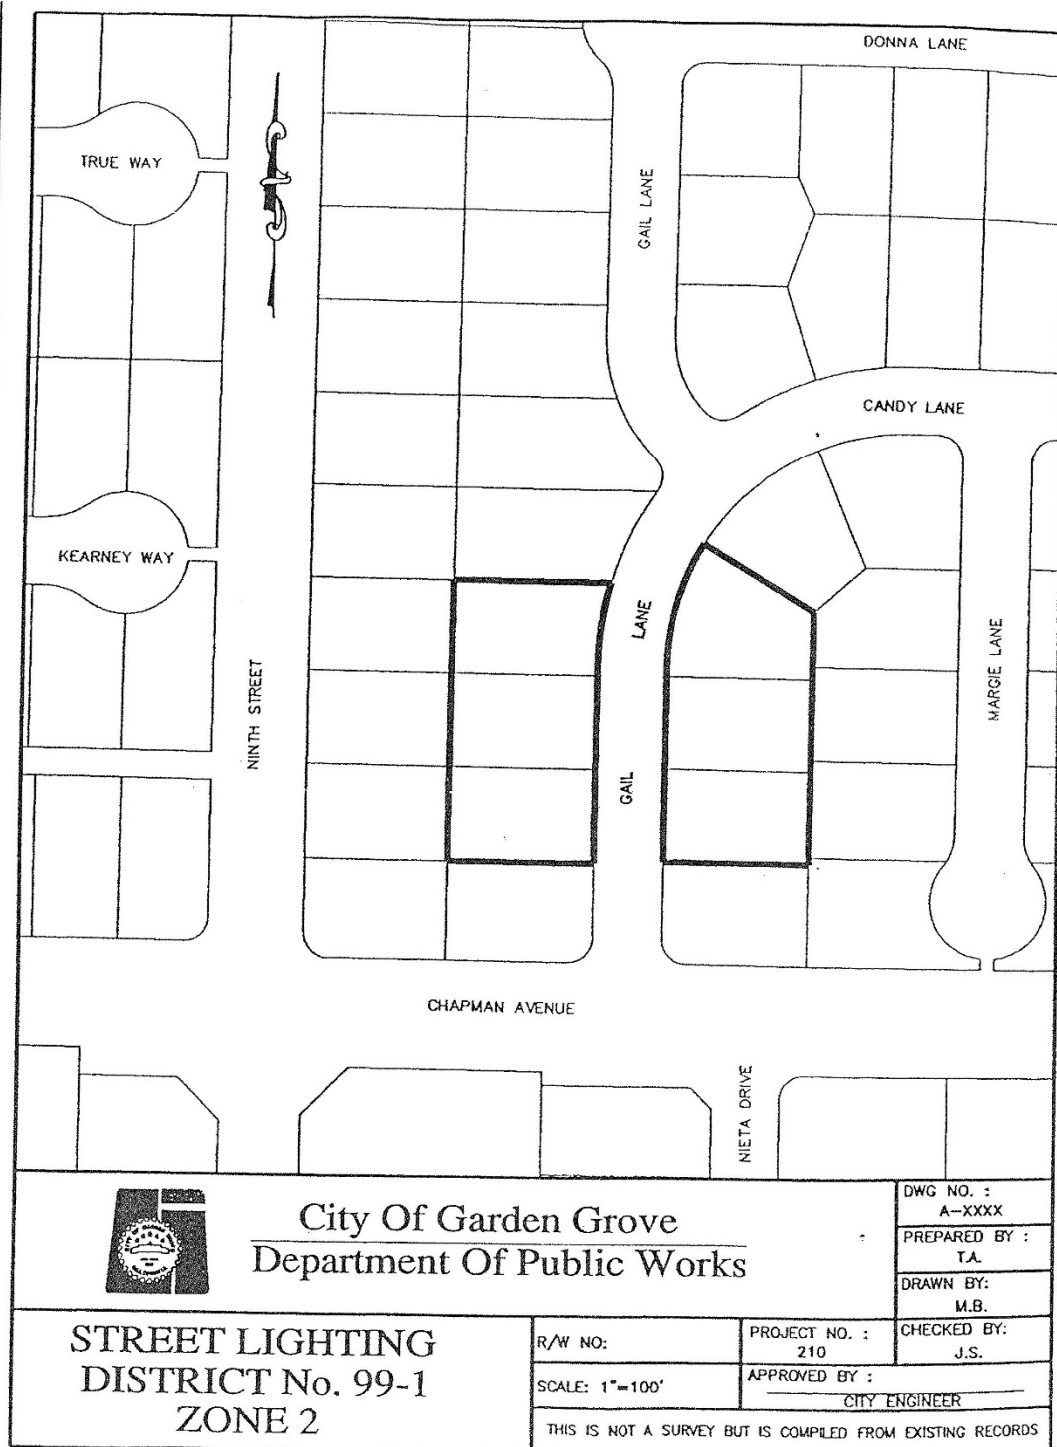 DONNA LANE
TRUE WAY
GAIL LANE
CANDY LANE
KEARNEY WAY
LANE
MARGIE LANE
NINTH STREET
GAIL
CHAPMAN AVENUE
NIETA DRIVE
City Of Garden Grove
Department Of Public Works
DWG NO. :
A-XXXX
PREPARED BY :
T.A.
DRAWN BY:
M.B.
STREET LIGHTING
DISTRICT No. 99-1
ZONE 2
R/W NO:
PROJECT NO. :
210
CHECKED BY:
J.S.
SCALE: 1"=100'
APPROVED BY :
CITY ENGINEER
THIS IS NOT A SURVEY BUT IS COMPILED FROM EXISTING RECORDS